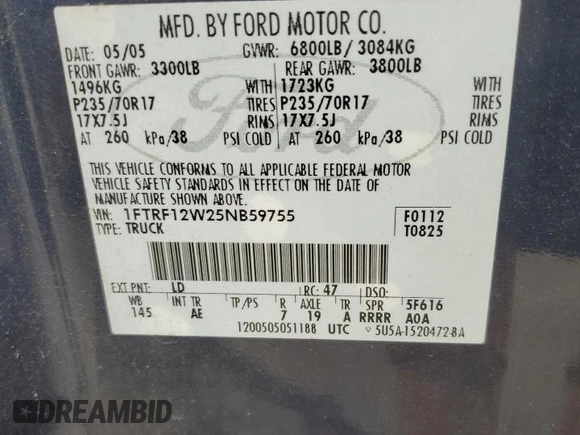 MFD. BY FORD MOTOR CO.
DATE: 05/05 GVWR: 6800LB/ 3084KG
FRONT GAWR: 3300LB REAR GAWR: 3800LB
1496KG WITH 1723KG WITH
P235/70R17 TIRES P235/70R17 TIRES
17X7.5J RIMS 17X7.5J RIMS
AT 260 kPa/38 PSI COLD AT 260 kPa/38 PSI COLD
THIS VEHICLE CONFORMS TO ALL APPLICABLE FEDERAL MOTOR
VEHICLE SAFETY STANDARDS IN EFFECT ON THE DATE OF
MANUFACTURE SHOWN ABOVE.
VIN: 1FTRF12W25NB59755 F0112
TYPE: TRUCK T0825
EXT PNT: LD RC: 47 DSO:
WB INT TR TP/PS R AXLE TR SPR 5F616
145 AE 7 19 A RRRR A0A
1200505051188 UTC 5U5A-1520472-BA
Ford
DREAMBID